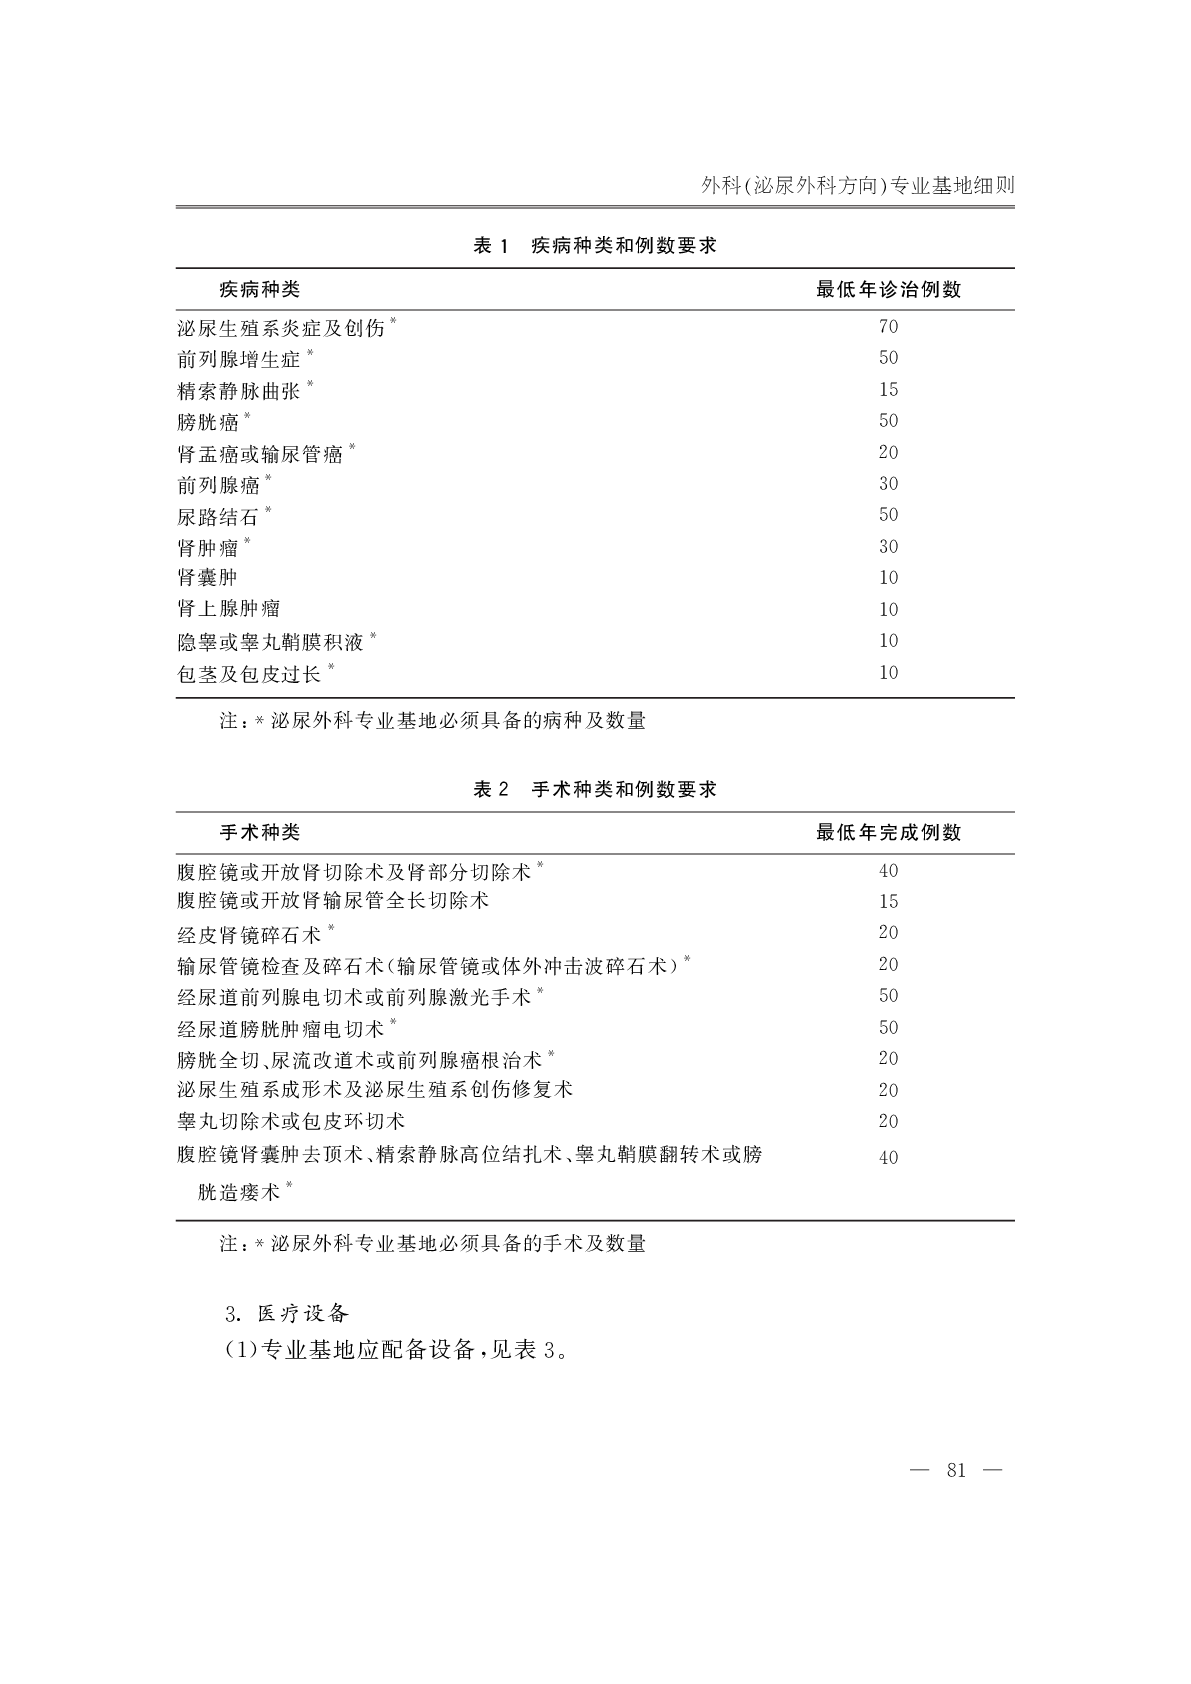 外科(泌尿外科方向)专业基地细则
表 1　疾病种类和例数要求
疾病种类　最低年诊治例数
泌尿生殖系炎症及创伤*　70
前列腺增生症*　50
精索静脉曲张*　15
膀胱癌*　50
肾盂癌或输尿管癌*　20
前列腺癌*　30
尿路结石*　50
肾肿瘤*　30
肾囊肿　10
肾上腺肿瘤　10
隐睾或睾丸鞘膜积液*　10
包茎及包皮过长*　10
注:*泌尿外科专业基地必须具备的病种及数量
表 2　手术种类和例数要求
手术种类　最低年完成例数
腹腔镜或开放肾切除术及肾部分切除术*　40
腹腔镜或开放肾输尿管全长切除术　15
经皮肾镜碎石术*　20
输尿管镜检查及碎石术(输尿管镜或体外冲击波碎石术)*　20
经尿道前列腺电切术或前列腺激光手术*　50
经尿道膀胱肿瘤电切术*　50
膀胱全切、尿流改道术或前列腺癌根治术*　20
泌尿生殖系成形术及泌尿生殖系创伤修复术　20
睾丸切除术或包皮环切术　20
腹腔镜肾囊肿去顶术、精索静脉高位结扎术、睾丸鞘膜翻转术或膀　40
胱造瘘术*
注:*泌尿外科专业基地必须具备的手术及数量
3. 医疗设备
(1)专业基地应配备设备,见表 3。
— 81 —